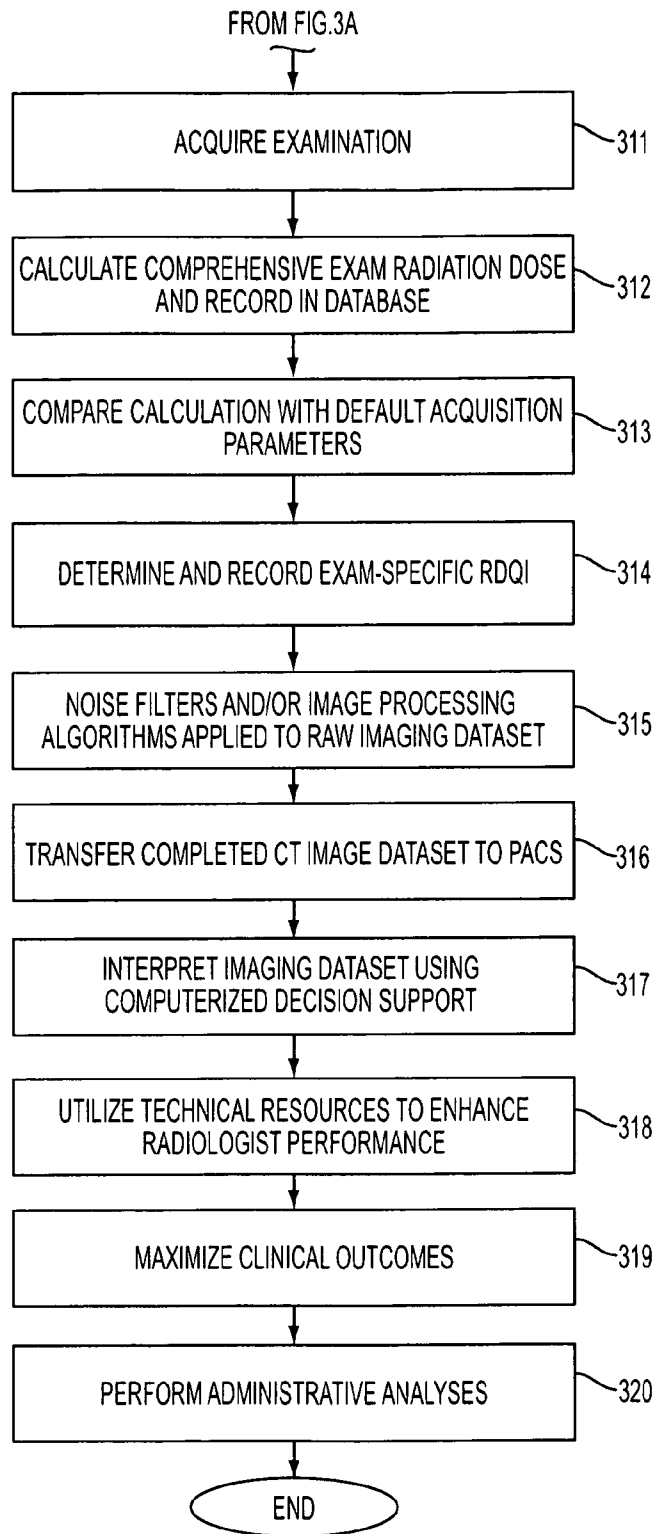 FROM FIG.3A
ACQUIRE EXAMINATION
311
CALCULATE COMPREHENSIVE EXAM RADIATION DOSE
AND RECORD IN DATABASE
312
COMPARE CALCULATION WITH DEFAULT ACQUISITION
PARAMETERS
313
DETERMINE AND RECORD EXAM-SPECIFIC RDQI
314
NOISE FILTERS AND/OR IMAGE PROCESSING
ALGORITHMS APPLIED TO RAW IMAGING DATASET
315
TRANSFER COMPLETED CT IMAGE DATASET TO PACS
316
INTERPRET IMAGING DATASET USING
COMPUTERIZED DECISION SUPPORT
317
UTILIZE TECHNICAL RESOURCES TO ENHANCE
RADIOLOGIST PERFORMANCE
318
MAXIMIZE CLINICAL OUTCOMES
319
PERFORM ADMINISTRATIVE ANALYSES
320
END